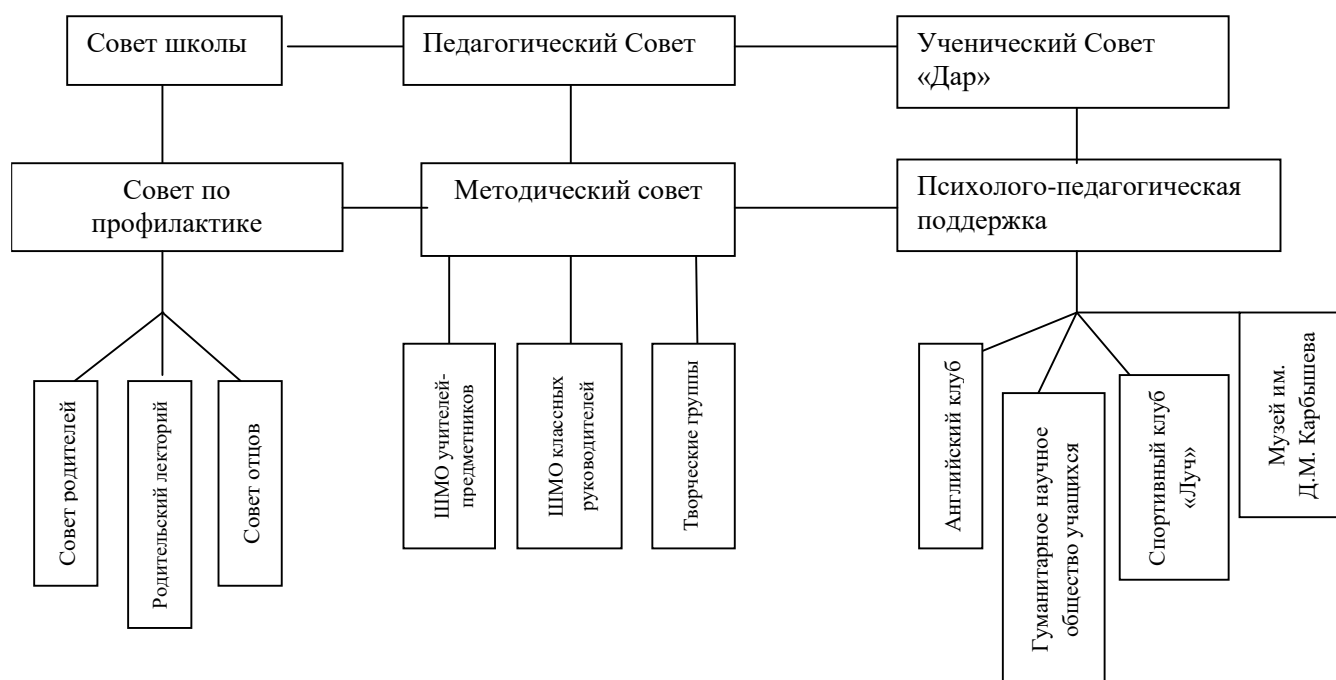 Совет школы
Педагогический Совет
Ученический Совет
«Дар»
Совет по
профилактике
Методический совет
Психолого-педагогическая
поддержка
Совет родителей
Родительский лекторий
Совет отцов
ШМО учителей-
предметников
ШМО классных
руководителей
Творческие группы
Английский клуб
Гуманитарное научное
общество учащихся
Спортивный клуб
«Луч»
Музей им.
Д.М. Карбышева